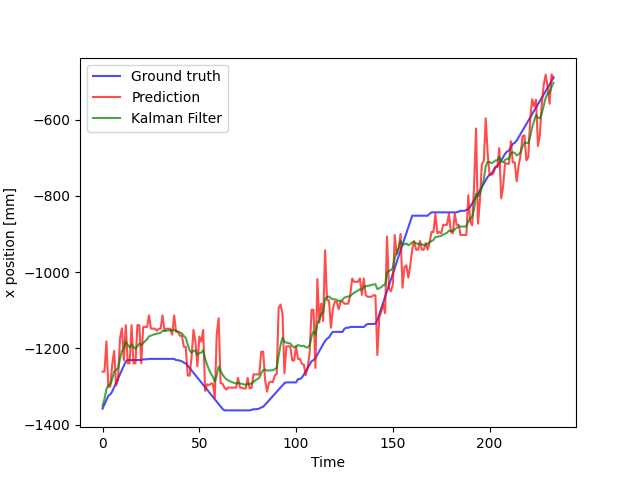 Ground truth
Prediction
Kalman Filter
x position [mm]
−600
−800
−1000
−1200
−1400
0 50 100 150 200
Time